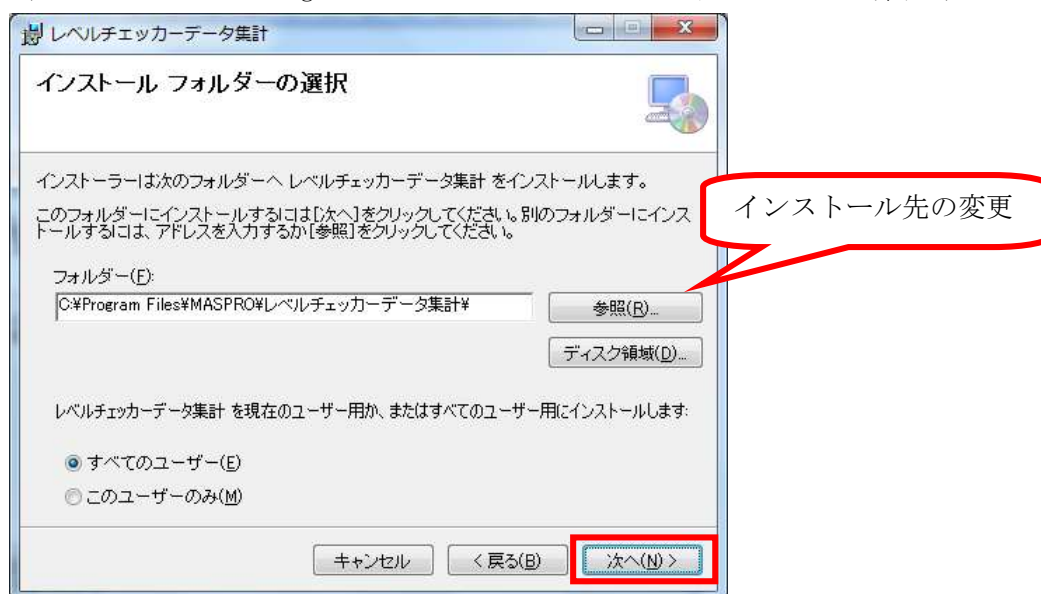 レベルチェッカーデータ集計
インストール フォルダーの選択
インストーラーは次のフォルダーへ レベルチェッカーデータ集計 をインストールします。
このフォルダーにインストールするには[次へ]をクリックしてください。別のフォルダーにインス
トールするには、アドレスを入力するか[参照]をクリックしてください。
インストール先の変更
フォルダー(F):
C:¥Program Files¥MASPRO¥レベルチェッカーデータ集計¥
参照(R)...
ディスク領域(D)...
レベルチェッカーデータ集計 を現在のユーザー用か、またはすべてのユーザー用にインストールします:
すべてのユーザー(E)
このユーザーのみ(M)
キャンセル
< 戻る(B)
次へ(N) >